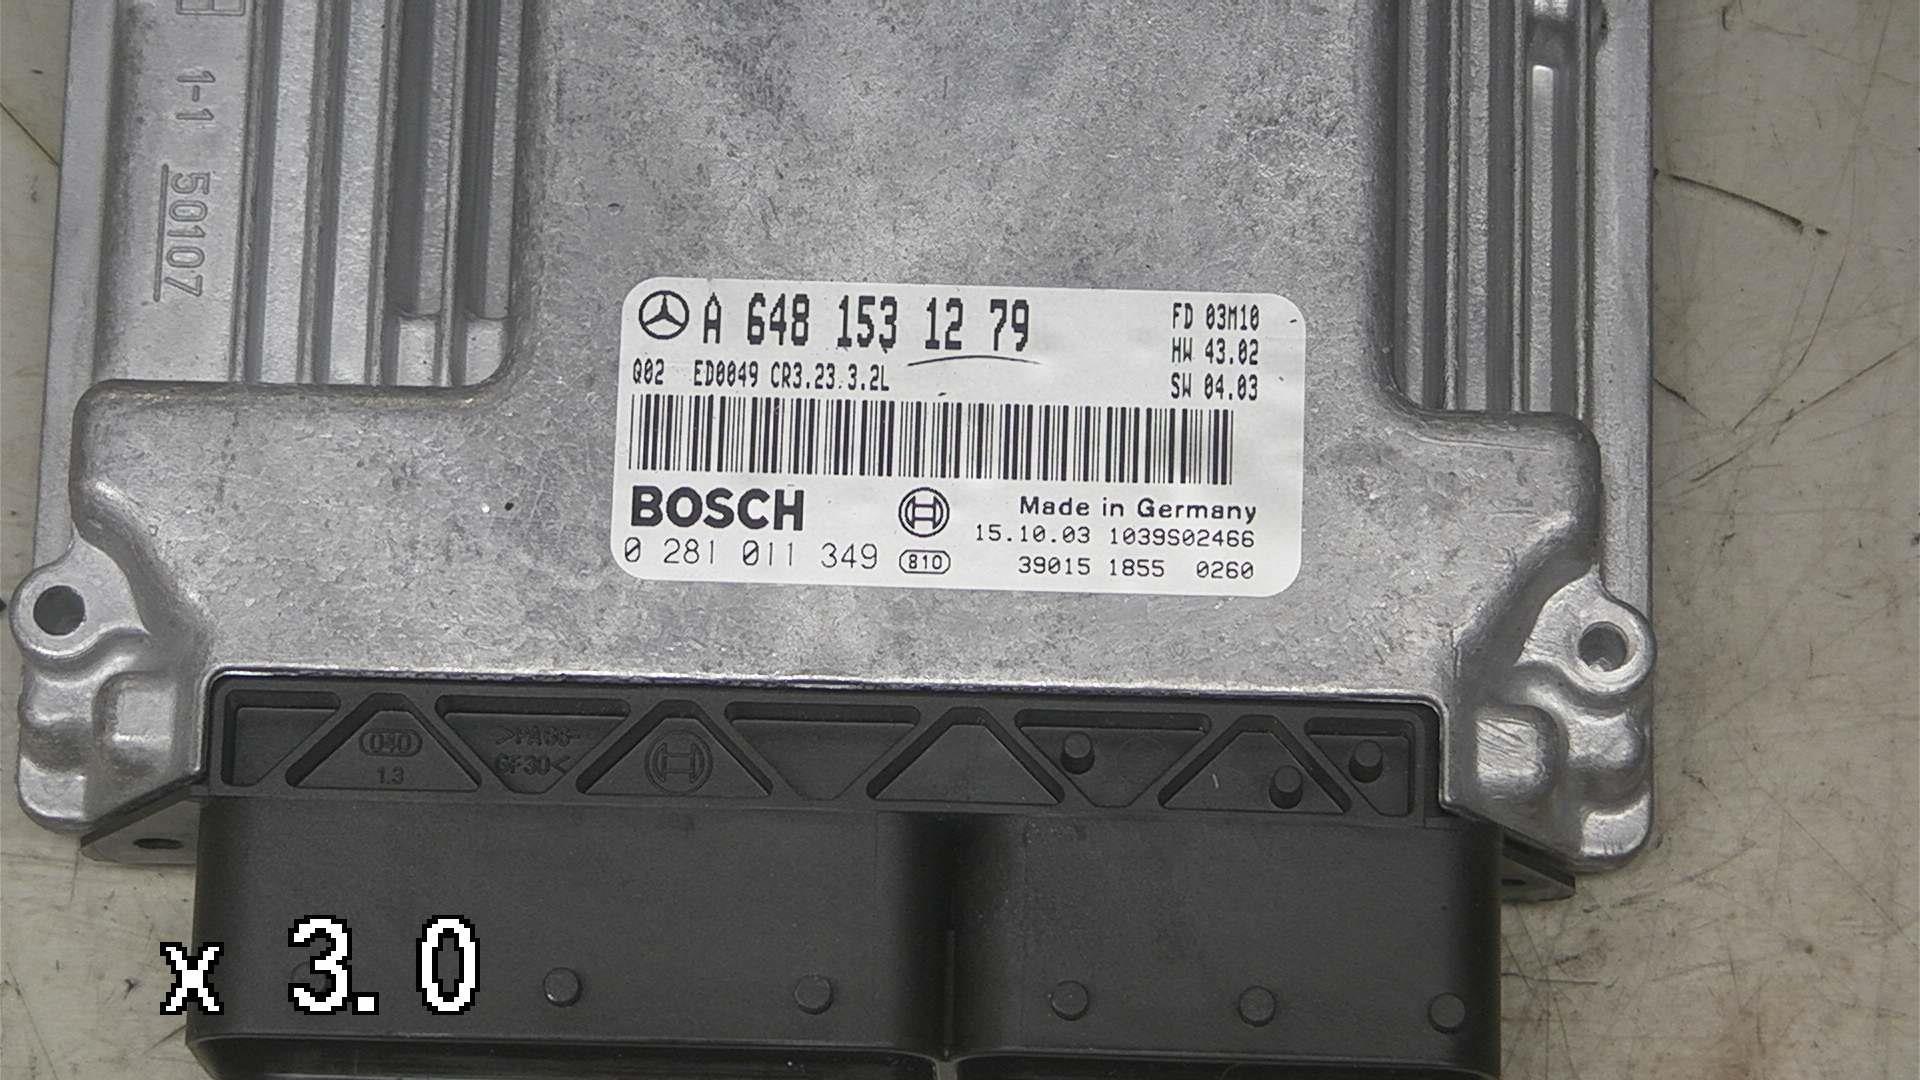 1-1
50107
A 648 153 12 79
FD 03M10
HW 43.02
SW 04.03
Q02 ED0049 CR3.23.3.2L
BOSCH
Made in Germany
15.10.03 1039S02466
0 281 011 349 810
39015 1855 0260
>PA66-
GF30<
1.3
x 3.0